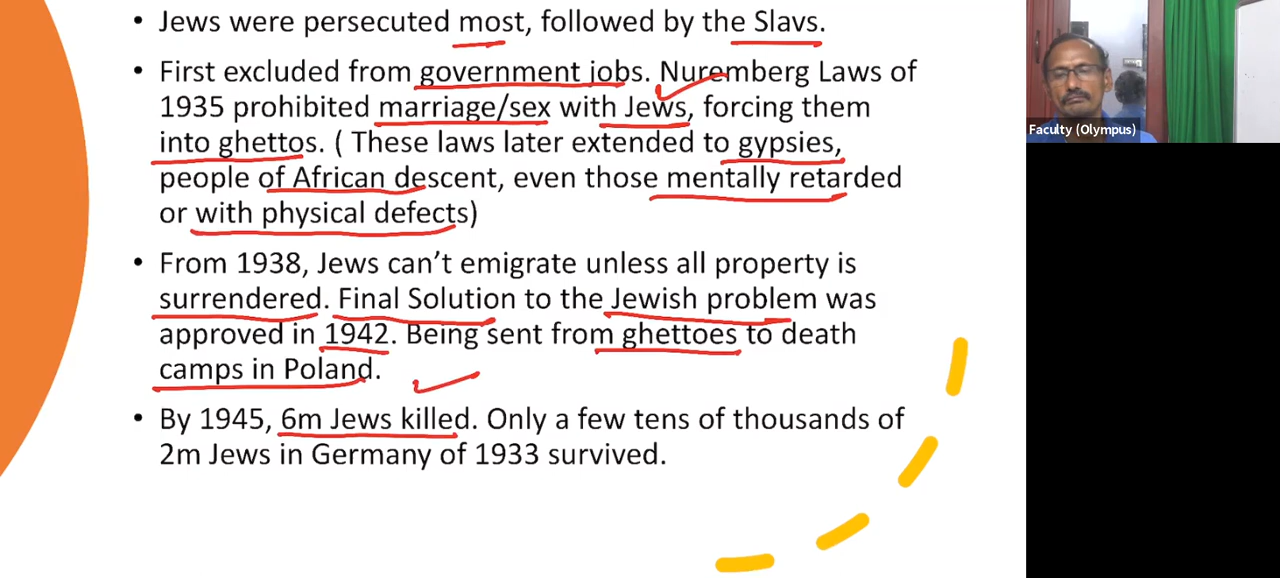 • Jews were persecuted most, followed by the Slavs.
• First excluded from government jobs. Nuremberg Laws of
1935 prohibited marriage/sex with Jews, forcing them
into ghettos. ( These laws later extended to gypsies,
people of African descent, even those mentally retarded
or with physical defects)
• From 1938, Jews can’t emigrate unless all property is
surrendered. Final Solution to the Jewish problem was
approved in 1942. Being sent from ghettoes to death
camps in Poland.
• By 1945, 6m Jews killed. Only a few tens of thousands of
2m Jews in Germany of 1933 survived.
Faculty (Olympus)